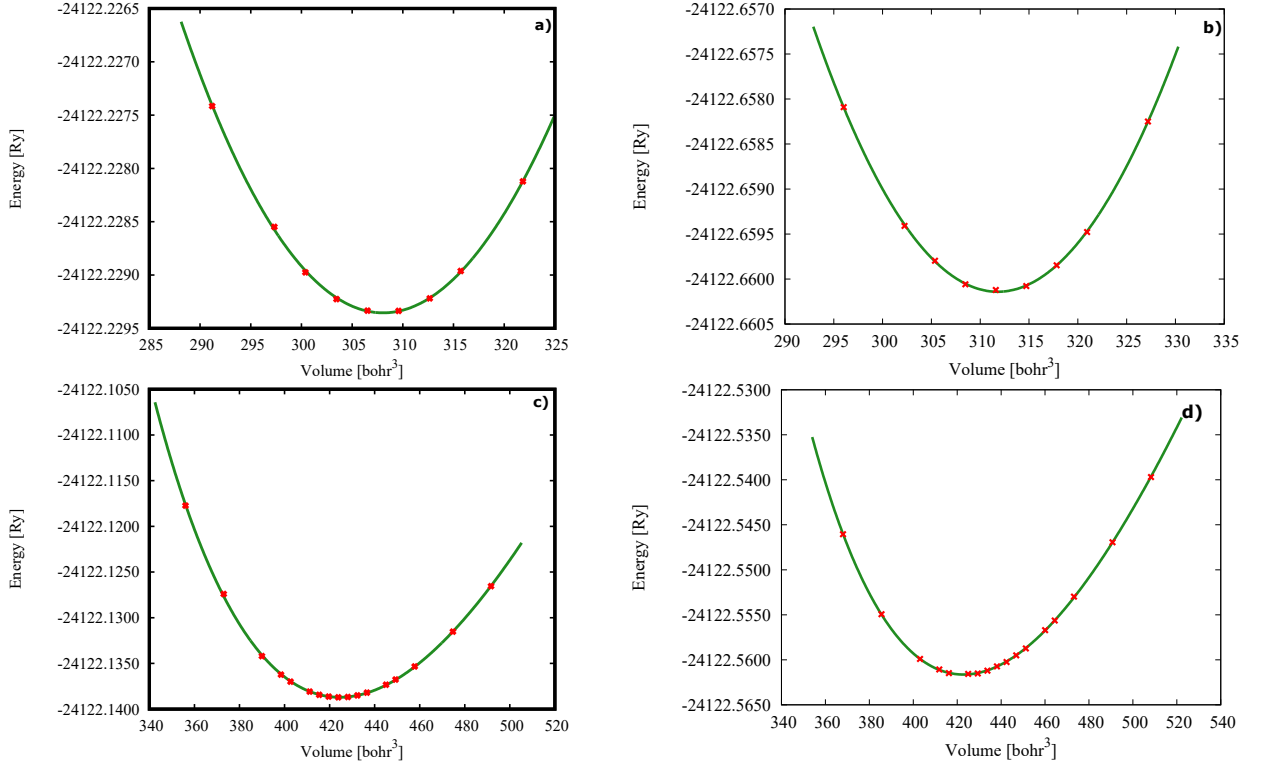 a)
Energy [Ry]
-24122.2265
-24122.2270
-24122.2275
-24122.2280
-24122.2285
-24122.2290
-24122.2295
285 290 295 300 305 310 315 320 325
Volume [bohr³]
b)
Energy [Ry]
-24122.6570
-24122.6575
-24122.6580
-24122.6585
-24122.6590
-24122.6595
-24122.6600
-24122.6605
290 295 300 305 310 315 320 325 330 335
Volume [bohr³]
c)
Energy [Ry]
-24122.1050
-24122.1100
-24122.1150
-24122.1200
-24122.1250
-24122.1300
-24122.1350
-24122.1400
340 360 380 400 420 440 460 480 500 520
Volume [bohr³]
d)
Energy [Ry]
-24122.5300
-24122.5350
-24122.5400
-24122.5450
-24122.5500
-24122.5550
-24122.5600
-24122.5650
340 360 380 400 420 440 460 480 500 520 540
Volume [bohr³]